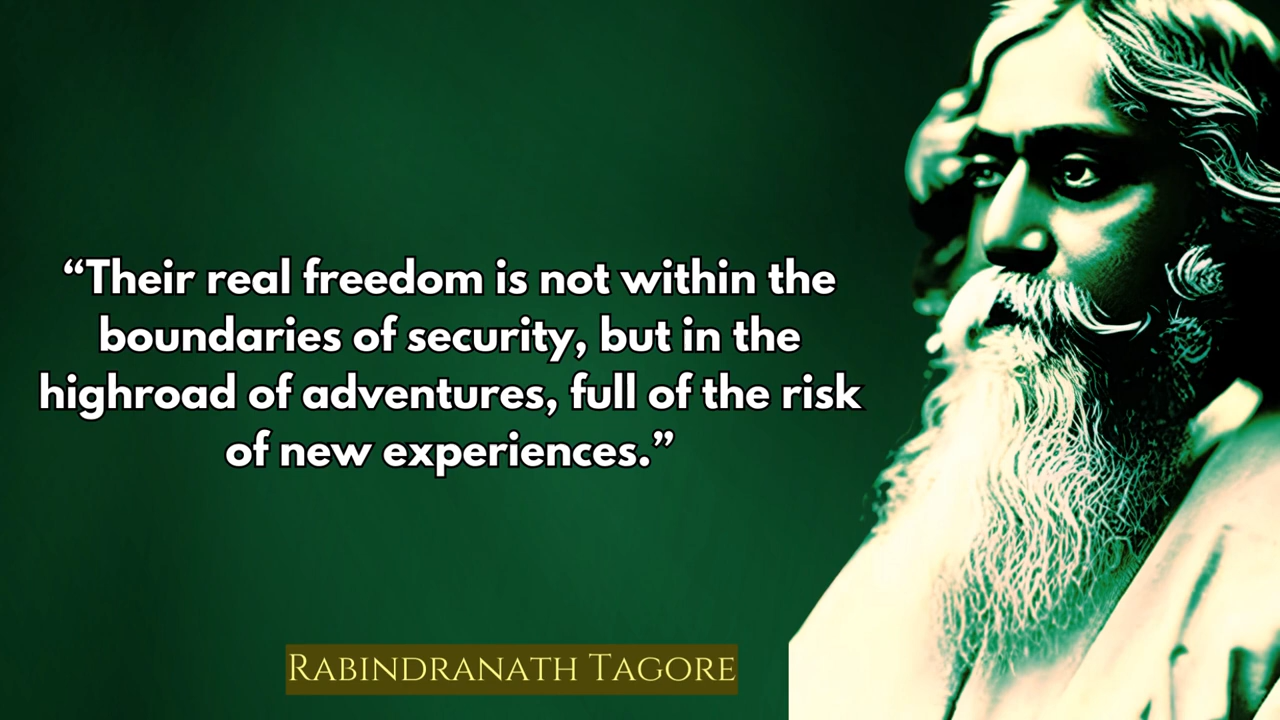 “Their real freedom is not within the
boundaries of security, but in the
highroad of adventures, full of the risk
of new experiences.”
Rabindranath Tagore